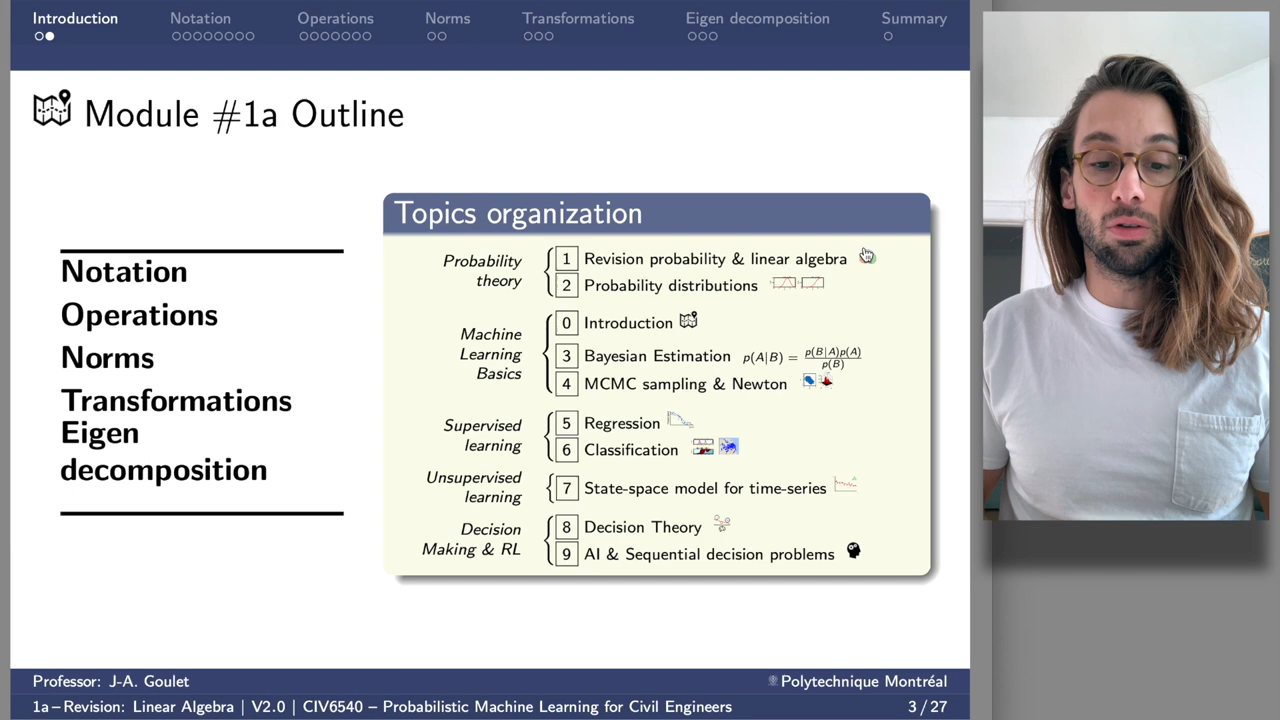 Introduction Notation Operations Norms Transformations Eigen decomposition Summary
Module #1a Outline
Notation
Operations
Norms
Transformations
Eigen
decomposition
Topics organization
Probability theory
1 Revision probability & linear algebra
2 Probability distributions
Machine Learning Basics
0 Introduction
3 Bayesian Estimation p(A|B) = p(B|A)p(A)/p(B)
4 MCMC sampling & Newton
Supervised learning
5 Regression
6 Classification
Unsupervised learning
7 State-space model for time-series
Decision Making & RL
8 Decision Theory
9 AI & Sequential decision problems
Professor: J-A. Goulet Polytechnique Montréal
1a – Revision: Linear Algebra | V2.0 | CIV6540 – Probabilistic Machine Learning for Civil Engineers 3 / 27